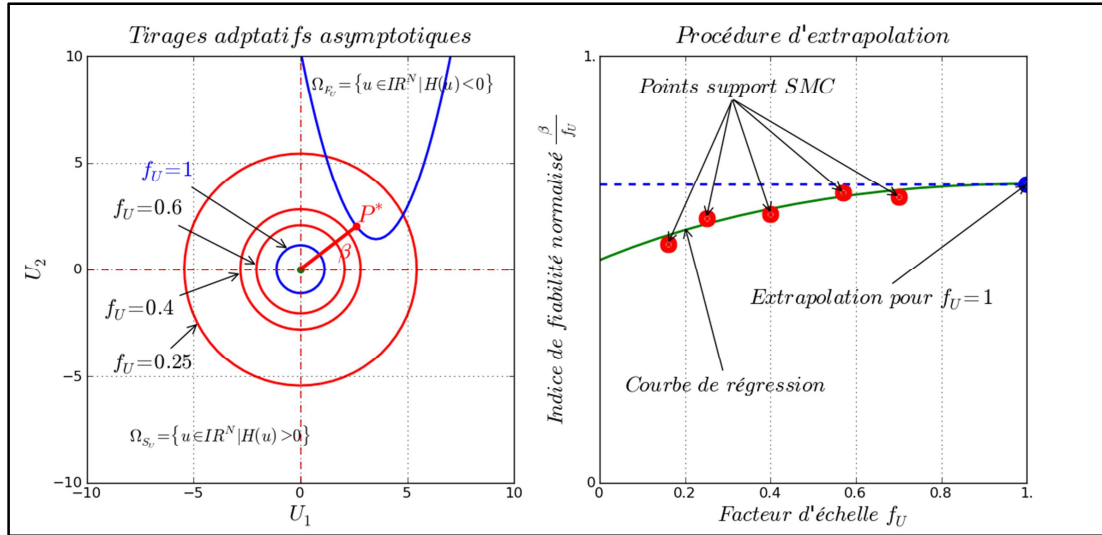 Tirages adptatifs asymptotiques
10
5
0
−5
−10
−10
−5
0
5
10
U_2
U_1
Ω_{F_U}={u∈IR^N|H(u)<0}
f_U=1
f_U=0.6
f_U=0.4
f_U=0.25
P*
β
Ω_{S_U}={u∈IR^N|H(u)>0}
Procédure d'extrapolation
1.
0
0.2
0.4
0.6
0.8
1.
Indice de fiabilité normalisé β/f_U
Points support SMC
Extrapolation pour f_U=1
Courbe de régression
Facteur d'échelle f_U